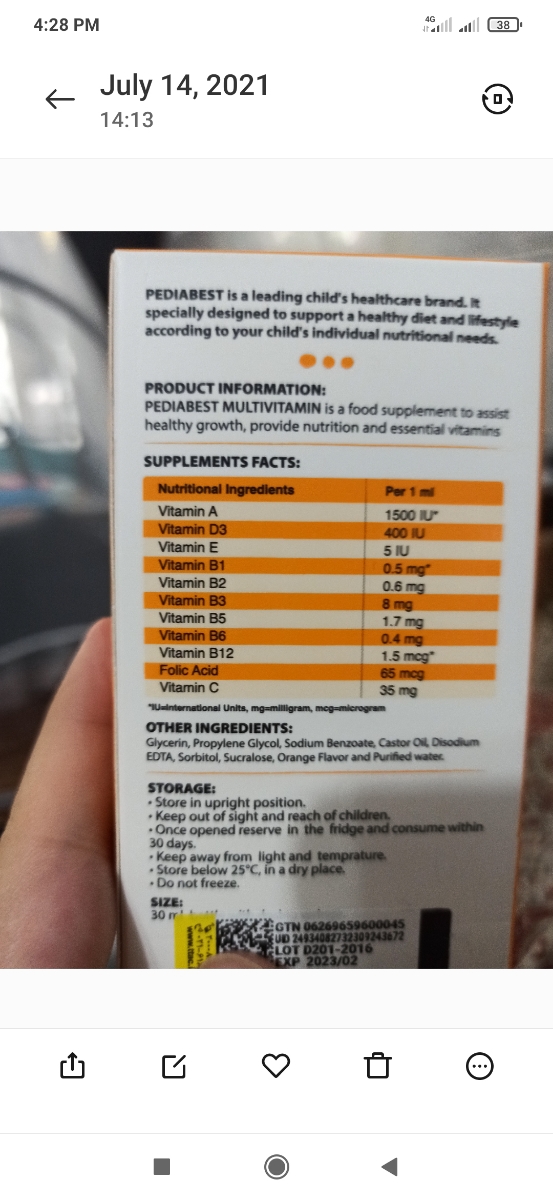 4:28 PM
4G
38
July 14, 2021
14:13
PEDIABEST is a leading child's healthcare brand. It
specially designed to support a healthy diet and lifestyle
according to your child's individual nutritional needs.
PRODUCT INFORMATION:
PEDIABEST MULTIVITAMIN is a food supplement to assist
healthy growth, provide nutrition and essential vitamins
SUPPLEMENTS FACTS:
Nutritional Ingredients Per 1 ml
Vitamin A 1500 IU*
Vitamin D3 400 IU
Vitamin E 5 IU
Vitamin B1 0.5 mg*
Vitamin B2 0.6 mg
Vitamin B3 8 mg
Vitamin B5 1.7 mg
Vitamin B6 0.4 mg
Vitamin B12 1.5 mcg*
Folic Acid 65 mcg
Vitamin C 35 mg
*IU=International Units, mg=milligram, mcg=microgram
OTHER INGREDIENTS:
Glycerin, Propylene Glycol, Sodium Benzoate, Castor Oil, Disodium
EDTA, Sorbitol, Sucralose, Orange Flavor and Purified water.
STORAGE:
• Store in upright position.
• Keep out of sight and reach of children.
• Once opened reserve in the fridge and consume within
30 days.
• Keep away from light and temprature.
• Store below 25°C, in a dry place.
• Do not freeze.
SIZE:
30 m
GTN 06269659600045
UID 24934082732309243672
LOT D201-2016
EXP 2023/02